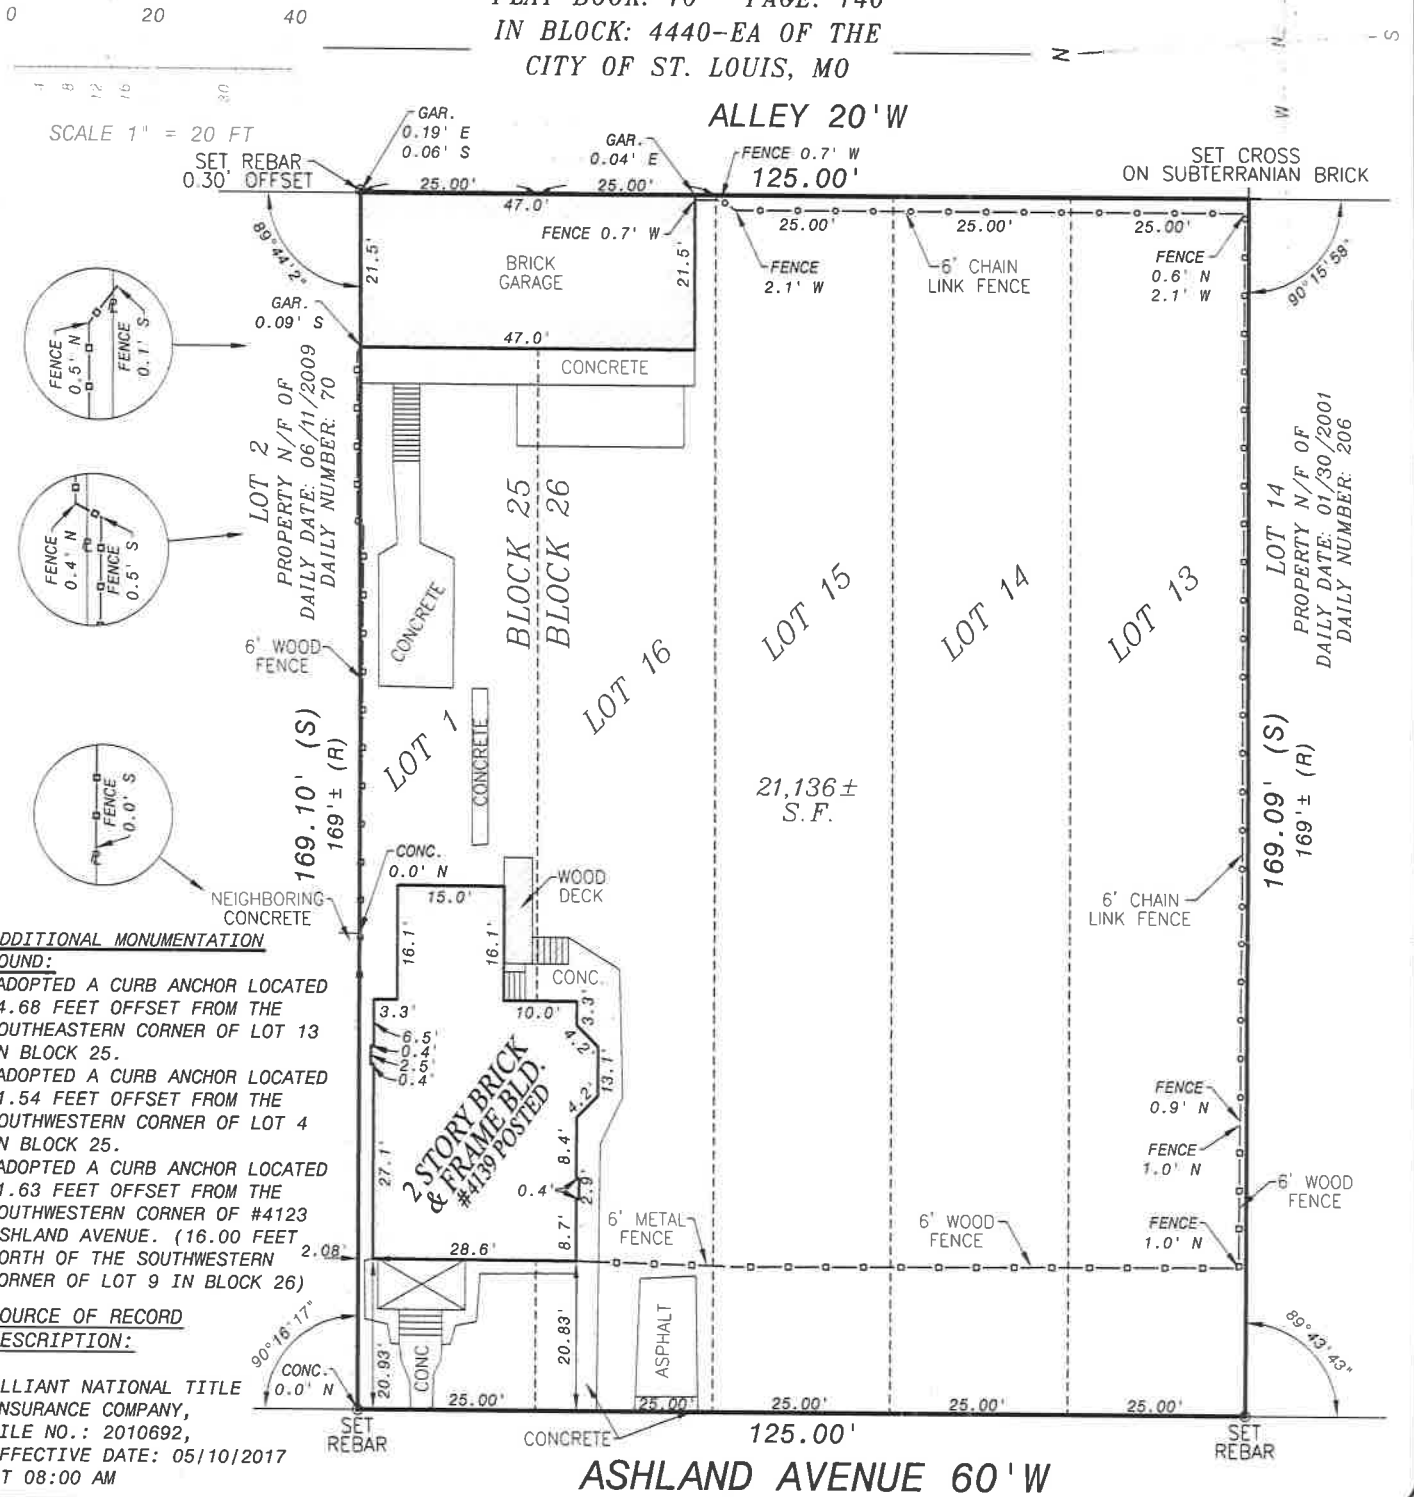 0 20 40
4 8 12 16 30
SCALE 1" = 20 FT
PLAT BOOK: 70 PAGE: 140
IN BLOCK: 4440-EA OF THE
CITY OF ST. LOUIS, MO
N
S
W
N
ALLEY 20'W
GAR.
0.19' E
0.06' S
SET REBAR
0.30' OFFSET
GAR.
0.04' E
FENCE 0.7' W
125.00'
SET CROSS
ON SUBTERRANIAN BRICK
25.00'
25.00'
47.0'
25.00'
25.00'
25.00'
89°44'2"
21.5'
BRICK
GARAGE
FENCE 0.7' W
21.5'
FENCE
2.1' W
6' CHAIN
LINK FENCE
FENCE
0.6' N
2.1' W
90°15'58"
GAR.
0.09' S
47.0'
CONCRETE
FENCE
0.5' N
FENCE
0.1' S
LOT 2
PROPERTY N/F OF
DAILY DATE: 06/11/2009
DAILY NUMBER: 70
LOT 14
PROPERTY N/F OF
DAILY DATE: 01/30/2001
DAILY NUMBER: 206
BLOCK 25
BLOCK 26
FENCE
0.4' N
FENCE
0.5' S
CONCRETE
LOT 15
LOT 14
LOT 13
6' WOOD
FENCE
LOT 16
LOT 1
CONCRETE
169.10' (S)
169'± (R)
169.09' (S)
169'± (R)
21,136±
S.F.
FENCE
0.0' S
NEIGHBORING
CONCRETE
CONC.
0.0' N
15.0'
WOOD
DECK
6' CHAIN
LINK FENCE
16.1'
16.1'
CONC.
3.3'
10.0'
3.3'
4.2'
13.1'
4.2'
6.5'
0.4'
2.5'
0.4'
2 STORY BRICK
& FRAME BLD.
#4139 POSTED
27.1'
8.4'
0.4'
2.9'
8.7'
FENCE
0.9' N
FENCE
1.0' N
6' WOOD
FENCE
FENCE
1.0' N
6' METAL
FENCE
6' WOOD
FENCE
2.08'
28.6'
DDITIONAL MONUMENTATION
OUND:
ADOPTED A CURB ANCHOR LOCATED
4.68 FEET OFFSET FROM THE
OUTHEASTERN CORNER OF LOT 13
N BLOCK 25.
ADOPTED A CURB ANCHOR LOCATED
1.54 FEET OFFSET FROM THE
OUTHWESTERN CORNER OF LOT 4
N BLOCK 25.
ADOPTED A CURB ANCHOR LOCATED
1.63 FEET OFFSET FROM THE
OUTHWESTERN CORNER OF #4123
SHLAND AVENUE. (16.00 FEET
ORTH OF THE SOUTHWESTERN
ORNER OF LOT 9 IN BLOCK 26)
OURCE OF RECORD
ESCRIPTION:
LLIANT NATIONAL TITLE
NSURANCE COMPANY,
ILE NO.: 2010692,
FFECTIVE DATE: 05/10/2017
T 08:00 AM
90°16'17"
CONC.
0.0' N
20.93'
CONC
20.83'
ASPHALT
89°43'43"
25.00'
25.00'
25.00'
25.00'
25.00'
SET
REBAR
CONCRETE
125.00'
SET
REBAR
ASHLAND AVENUE 60'W